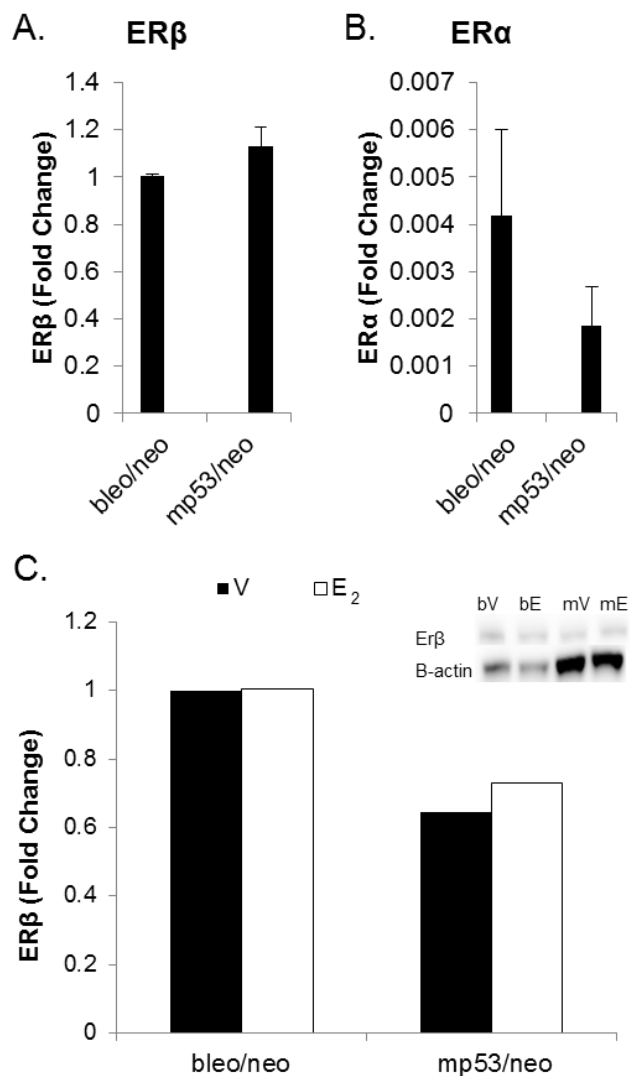 A.
ERβ
ERβ (Fold Change)
1.4
1.2
1
0.8
0.6
0.4
0.2
0
bleo/neo
mp53/neo
B.
ERα
ERα (Fold Change)
0.007
0.006
0.005
0.004
0.003
0.002
0.001
0
bleo/neo
mp53/neo
C.
V E2
bV bE mV mE
Erβ
B-actin
ERβ (Fold Change)
1.2
1
0.8
0.6
0.4
0.2
0
bleo/neo
mp53/neo